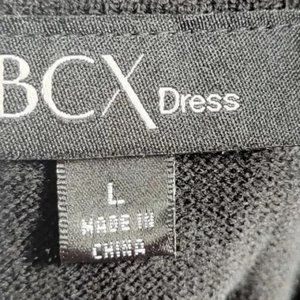 BCX Dress
L
MADE IN
CHINA